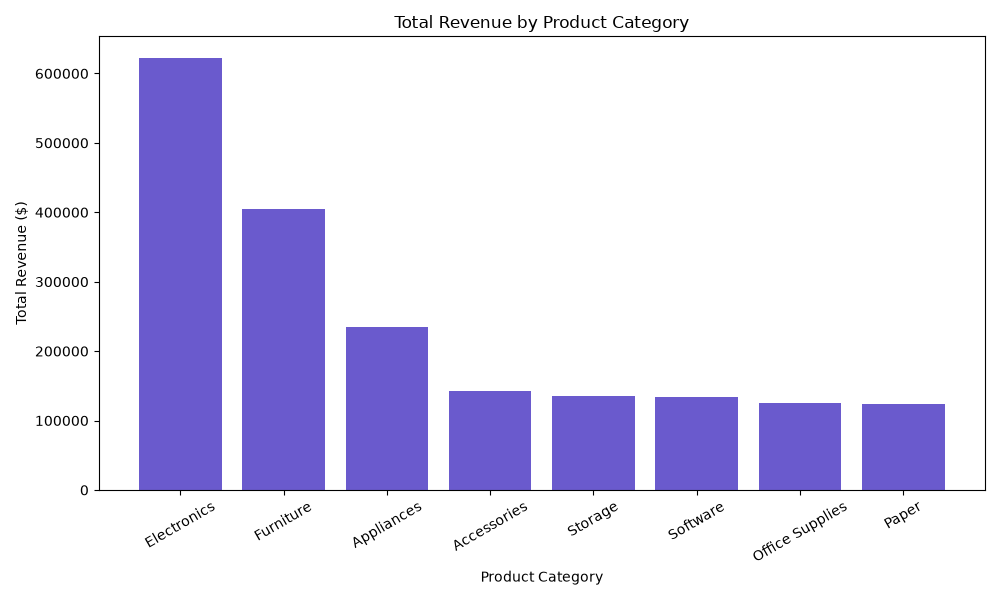 Total Revenue by Product Category
Total Revenue ($)
600000
500000
400000
300000
200000
100000
0
Electronics
Furniture
Appliances
Accessories
Storage
Software
Office Supplies
Paper
Product Category